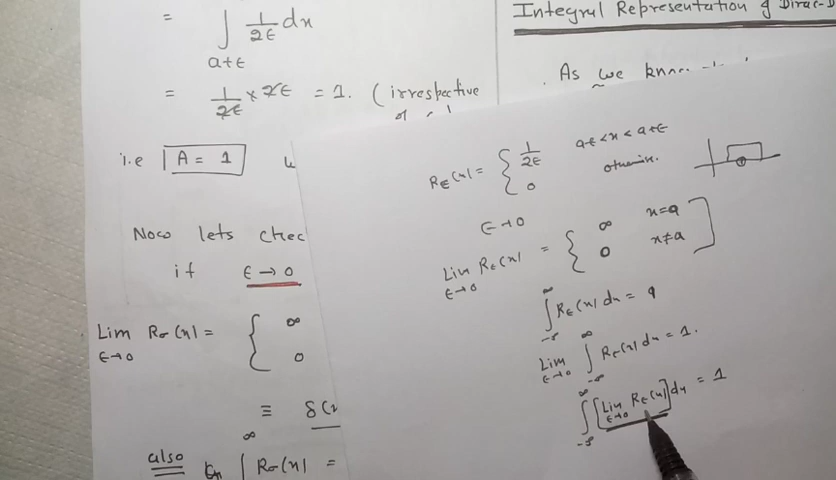 = ∫ 1/2ϵ dx
a+ϵ
= 1/2ϵ × 2ϵ = 1. (irrespective
i.e A = 1
Now lets chec
if ϵ → 0
Lim Rσ(x) = { ∞
ϵ→0 0
≡ δ(x
also ∫ Rσ(x) =
∞
Integral Representation of Dirac-D
As we know
Rϵ(x) = { 1/2ϵ a-ϵ<x<a+ϵ
0 otherwise.
ϵ→0
Lim Rϵ(x) = { ∞ x=a
ϵ→0 0 x≠a
∫ Rϵ(x) dx = 1
-∞ ∞
Lim ∫ Rϵ(x) dx = 1.
ϵ→0 -∞ ∞
∫ [Lim Rϵ(x)] dx = 1
-∞ ∞ ϵ→0